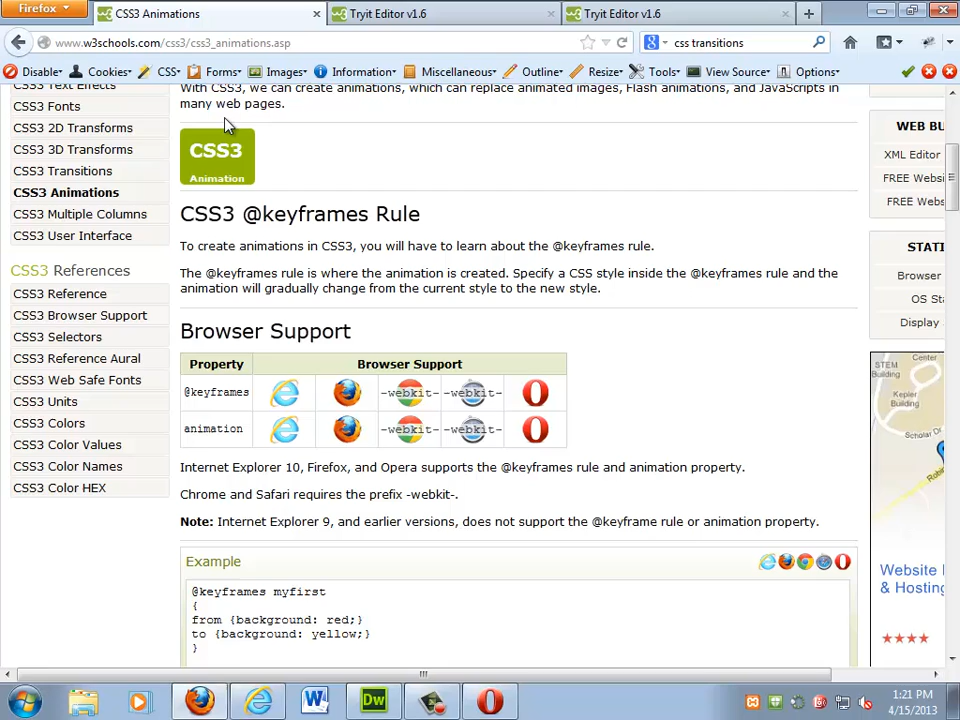 Firefox
CSS3 Animations
Tryit Editor v1.6
Tryit Editor v1.6
www.w3schools.com/css3/css3_animations.asp
css transitions
Disable
Cookies
CSS
Forms
Images
Information
Miscellaneous
Outline
Resize
Tools
View Source
Options
CSS3 Text Effects
CSS3 Fonts
CSS3 2D Transforms
CSS3 3D Transforms
CSS3 Transitions
CSS3 Animations
CSS3 Multiple Columns
CSS3 User Interface
CSS3 References
CSS3 Reference
CSS3 Browser Support
CSS3 Selectors
CSS3 Reference Aural
CSS3 Web Safe Fonts
CSS3 Units
CSS3 Colors
CSS3 Color Values
CSS3 Color Names
CSS3 Color HEX
With CSS3, we can create animations, which can replace animated images, Flash animations, and JavaScripts in
many web pages.
CSS3
Animation
CSS3 @keyframes Rule
To create animations in CSS3, you will have to learn about the @keyframes rule.
The @keyframes rule is where the animation is created. Specify a CSS style inside the @keyframes rule and the
animation will gradually change from the current style to the new style.
Browser Support
Property Browser Support
@keyframes -webkit- -webkit-
animation -webkit- -webkit-
Internet Explorer 10, Firefox, and Opera supports the @keyframes rule and animation property.
Chrome and Safari requires the prefix -webkit-.
Note: Internet Explorer 9, and earlier versions, does not support the @keyframe rule or animation property.
Example
@keyframes myfirst
{
from {background: red;}
to {background: yellow;}
}
WEB BU
XML Editor
FREE Webs
FREE Webs
STATI
Browser
OS Sta
Display
STEM
Building
Center
Kepler
Building
Scholar Dr
Website
& Hosting
Dw
W
1:21 PM
4/15/2013